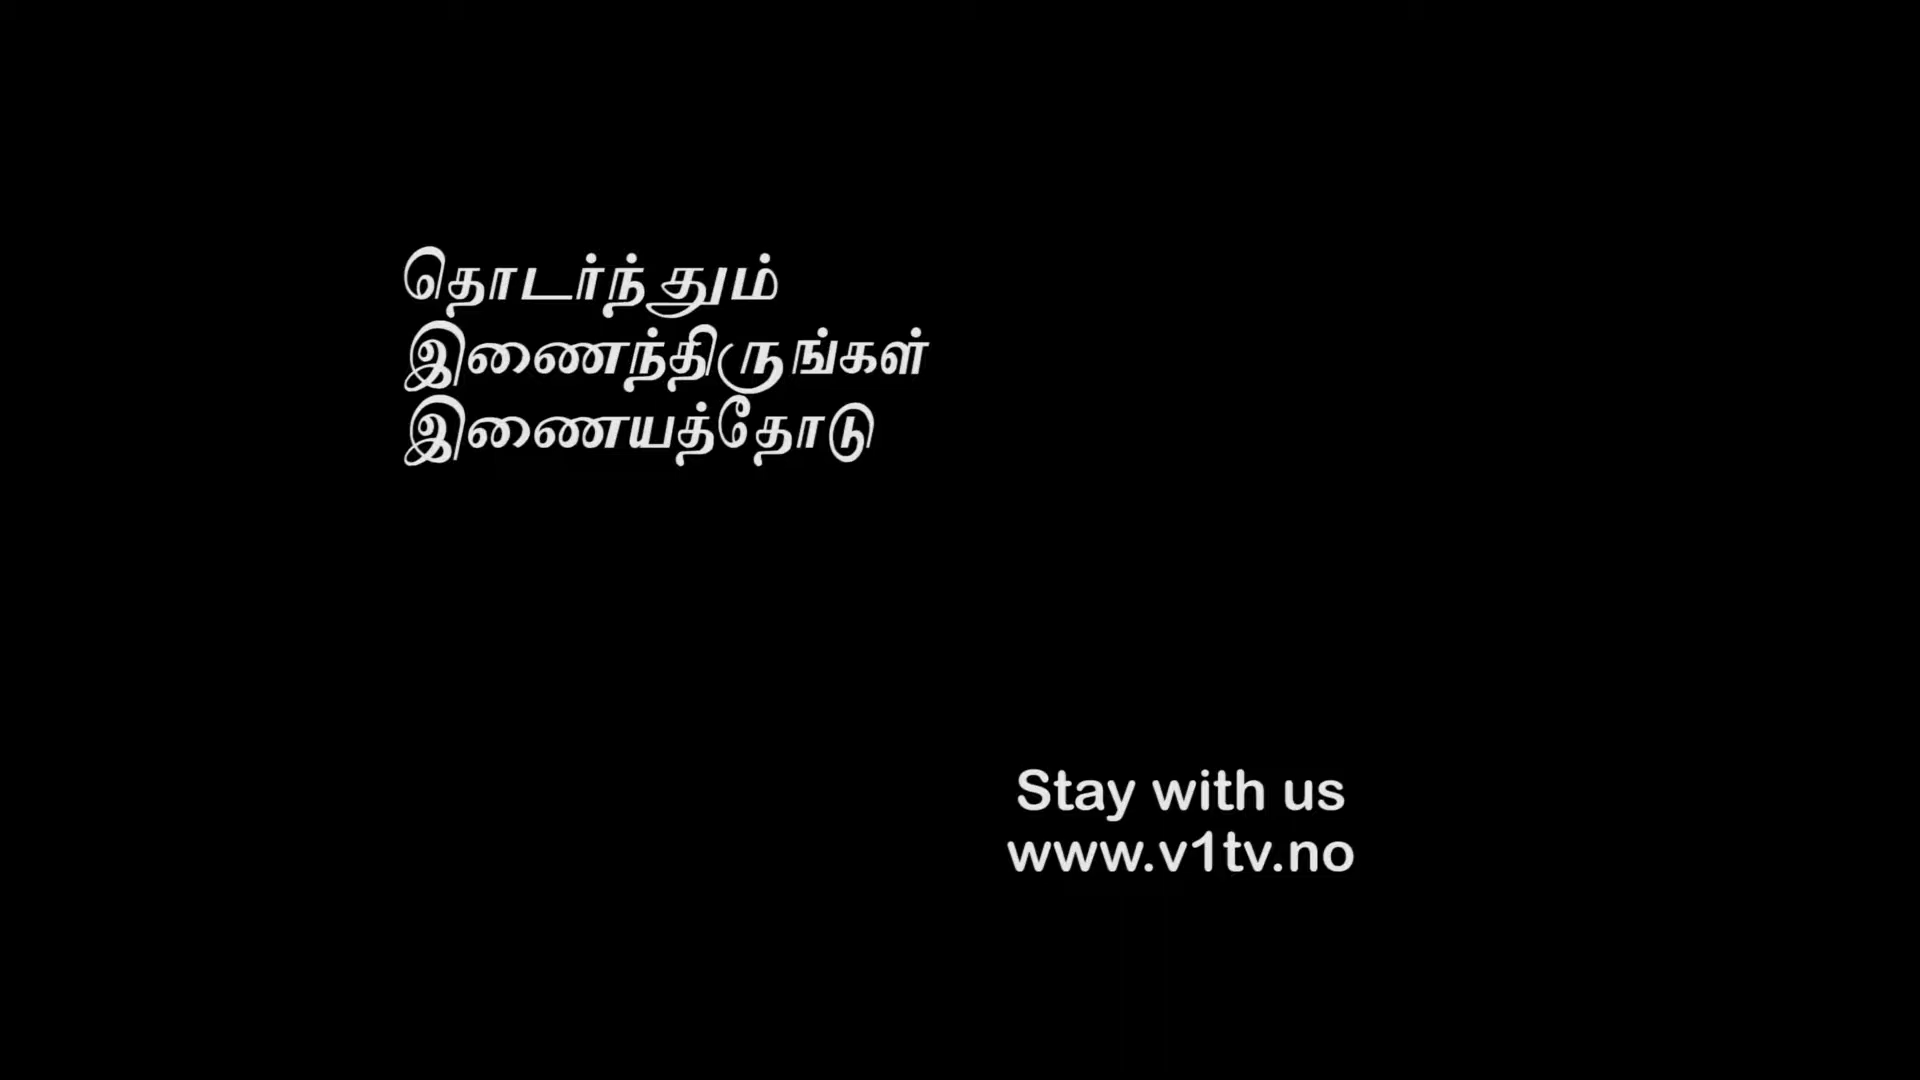 தொடர்ந்தும்
இணைந்திருங்கள்
இணையத்தோடு
Stay with us
www.v1tv.no